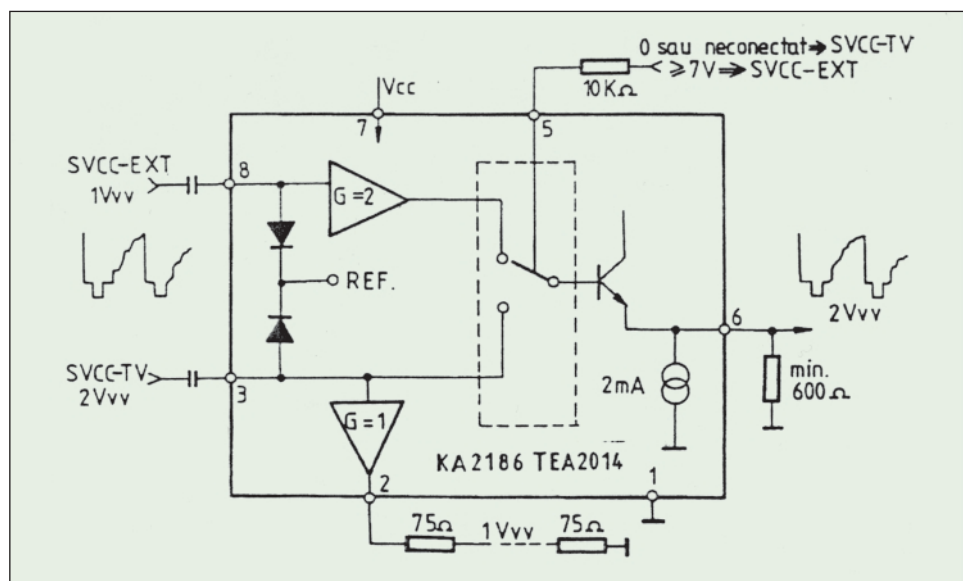 0 sau neconectat→SVCC-TV
≥7V⇒SVCC-EXT
10KΩ
Vcc
7
5
SVCC-EXT
8
1Vvv
G=2
REF.
2Vvv
6
SVCC-TV
2Vvv
3
2mA
min.
600Ω
G=1
KA2186 TEA2014
2
1
75Ω
1Vvv
75Ω